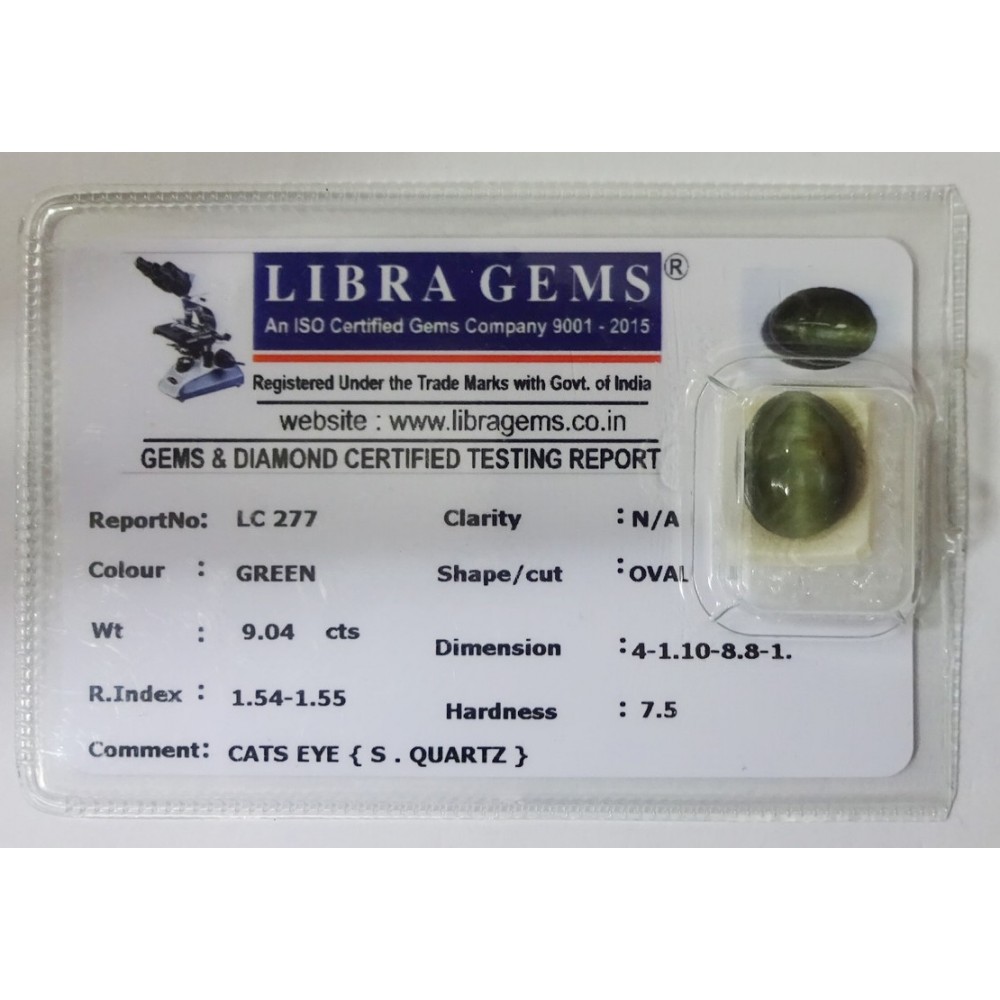 LIBRA GEMS ®
An ISO Certified Gems Company 9001 - 2015
Registered Under the Trade Marks with Govt. of India
website : www.libragems.co.in
GEMS & DIAMOND CERTIFIED TESTING REPORT
ReportNo: LC 277 Clarity : N/A
Colour : GREEN Shape/cut : OVAL
Wt : 9.04 cts Dimension : 4-1.10-8.8-1.
R.Index : 1.54-1.55 Hardness : 7.5
Comment: CATS EYE { S . QUARTZ }